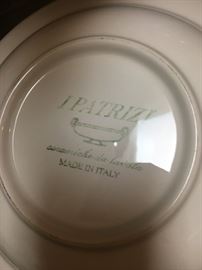 I PATRIZI
ceramiche da tavola
MADE IN ITALY